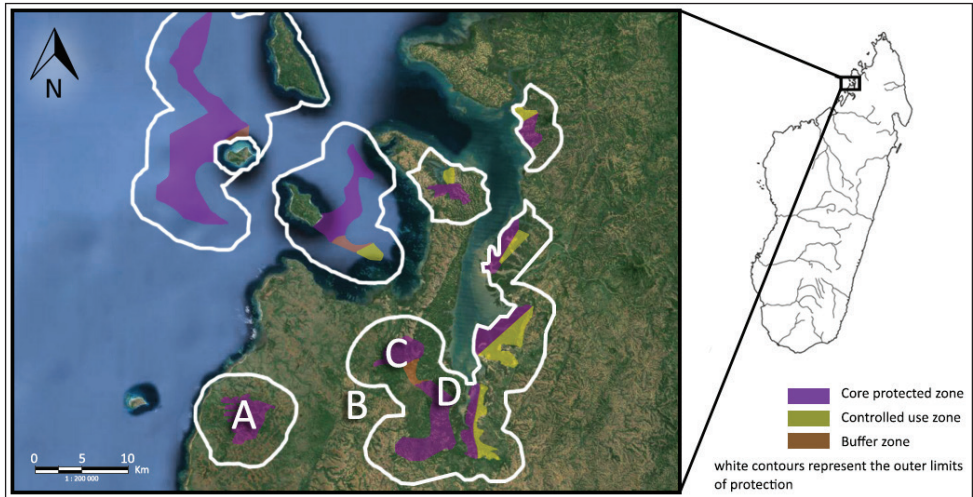 N
A
B
C
D
0 5 10
Km
1 : 200 000
Core protected zone
Controlled use zone
Buffer zone
white contours represent the outer limits
of protection